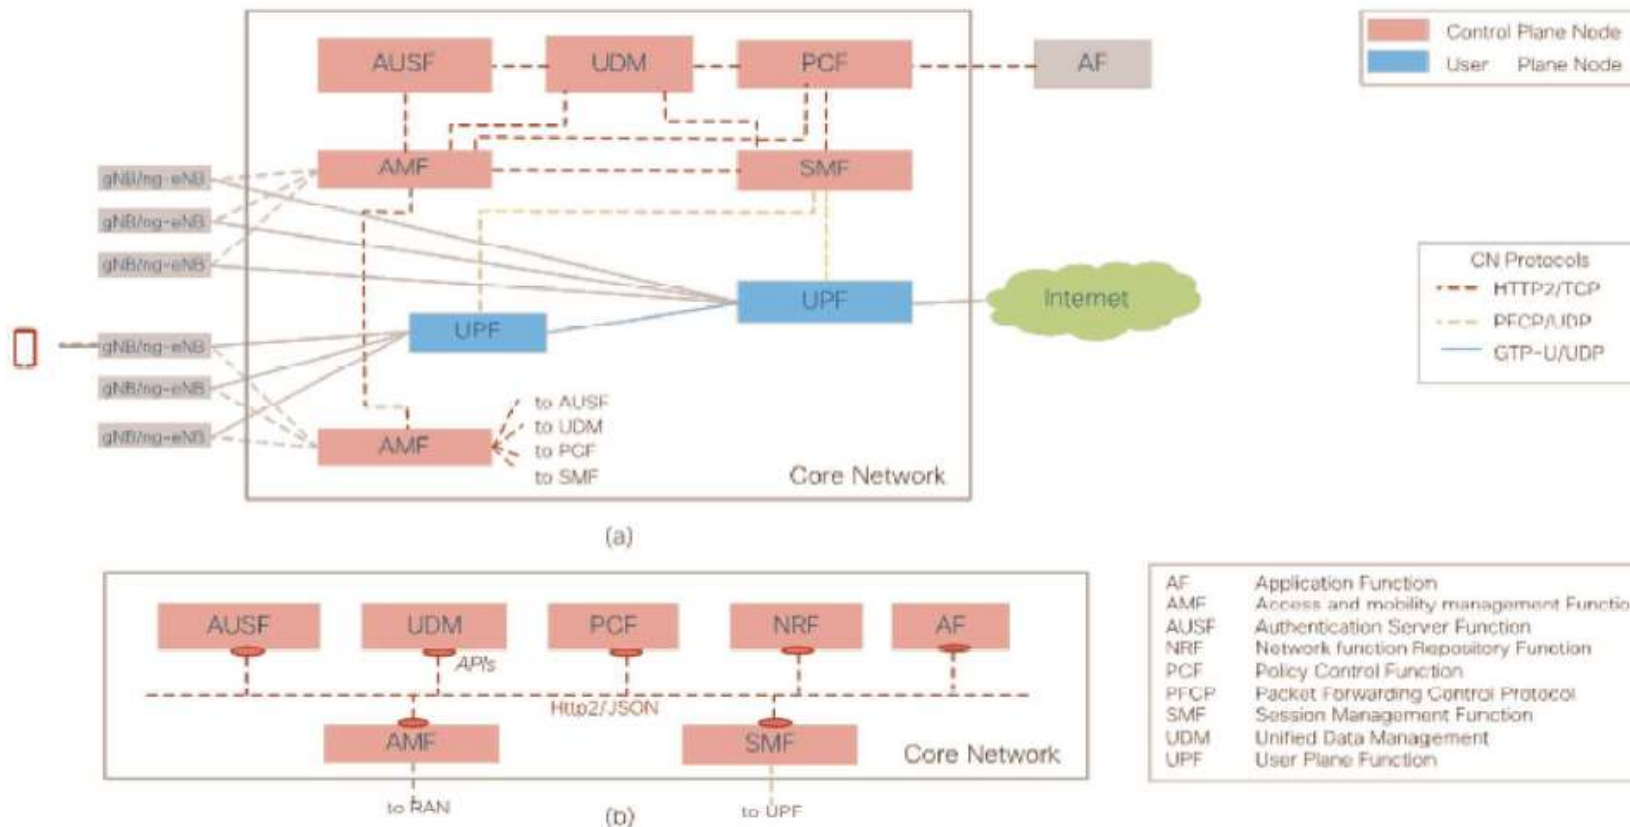 AUSF
UDM
PCF
AF
Control Plane Node
User Plane Node
AMF
SMF
gNB/ng-eNB
gNB/ng-eNB
gNB/ng-eNB
UPF
Internet
CN Protocols
HTTP2/TCP
PFCP/UDP
GTP-U/UDP
UPF
gNB/ng-eNB
gNB/ng-eNB
gNB/ng-eNB
AMF
to AUSF
to UDM
to PCF
to SMF
Core Network
(a)
AUSF
UDM
PCF
NRF
AF
APIs
Http2/JSON
AMF
SMF
Core Network
to RAN
to UPF
(b)
AF Application Function
AMF Access and mobility management Functio
AUSF Authentication Server Function
NRF Network function Repository Function
PCF Policy Control Function
PFCP Packet Forwarding Control Protocol
SMF Session Management Function
UDM Unified Data Management
UPF User Plane Function